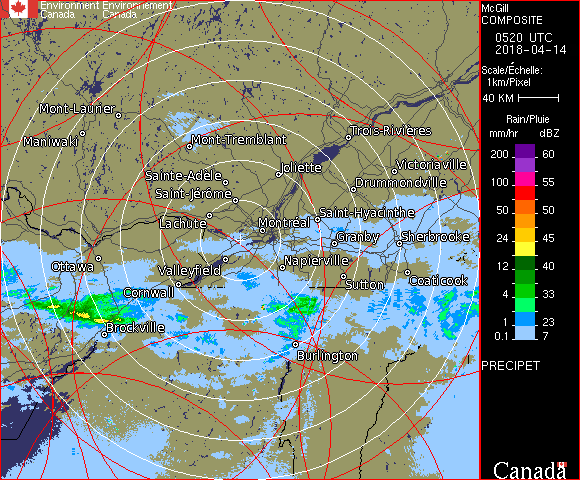 Environment Environnement
Canada Canada
McGill
COMPOSITE
0520 UTC
2018-04-14
Scale/Échelle:
1km/Pixel
40 KM
Rain/Pluie
mm/hr dBZ
200 60
150 57
100 55
50 50
24 45
12 40
4 33
1 23
0.1 7
PRECIPET
Canada
Mont-Laurier
Maniwaki
Mont-Tremblant
Trois-Rivières
Victoriaville
Sainte-Adèle
Joliette
Drummondville
Saint-Jérôme
Lachute
Montréal
Saint-Hyacinthe
Granby
Sherbrooke
Ottawa
Valleyfield
Napierville
Sutton
Coaticook
Cornwall
Brockville
Burlington